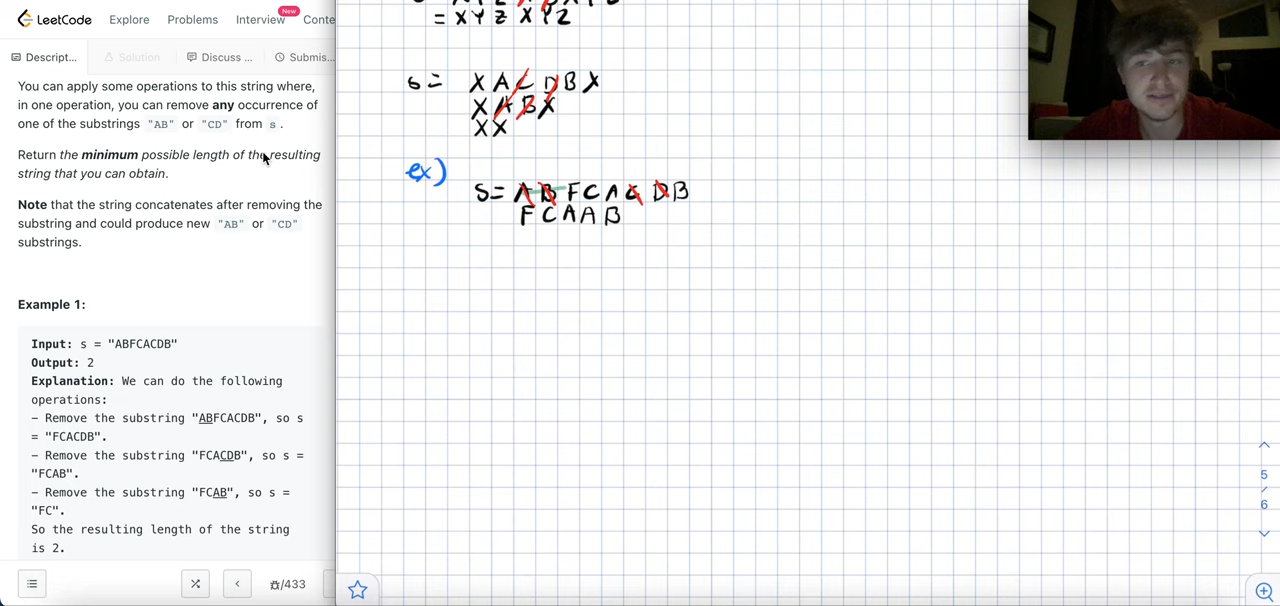 LeetCode Explore Problems Interview New Conte
Descript... Solution Discuss ... Submis...
You can apply some operations to this string where,
in one operation, you can remove any occurrence of
one of the substrings "AB" or "CD" from s .
Return the minimum possible length of the resulting
string that you can obtain.
Note that the string concatenates after removing the
substring and could produce new "AB" or "CD"
substrings.
Example 1:
Input: s = "ABFCACDB"
Output: 2
Explanation: We can do the following
operations:
- Remove the substring "ABFCACDB", so s
= "FCACDB".
- Remove the substring "FCACDB", so s =
"FCAB".
- Remove the substring "FCAB", so s =
"FC".
So the resulting length of the string
is 2.
/433
= X Y Z X Y Z
S = X A C D B X
X A B X
X X
ex)
S = A B F C A C D B
F C A A B
5
/
6